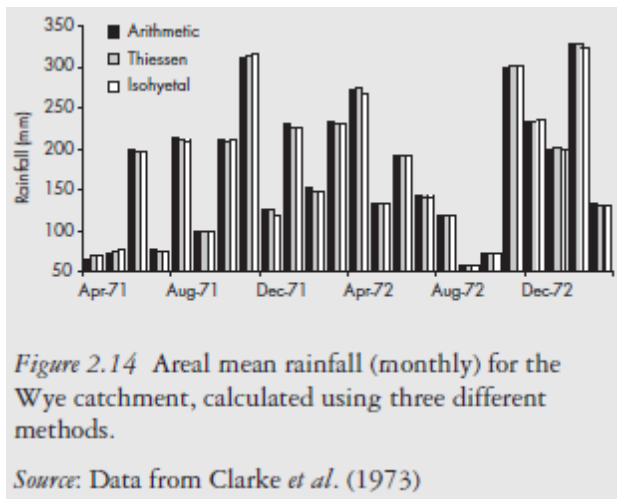 350
300
250
200
150
100
50
Rainfall (mm)
Arithmetic
Thiessen
Isohyetal
Apr-71 Aug-71 Dec-71 Apr-72 Aug-72 Dec-72
Figure 2.14 Areal mean rainfall (monthly) for the
Wye catchment, calculated using three different
methods.
Source: Data from Clarke et al. (1973)